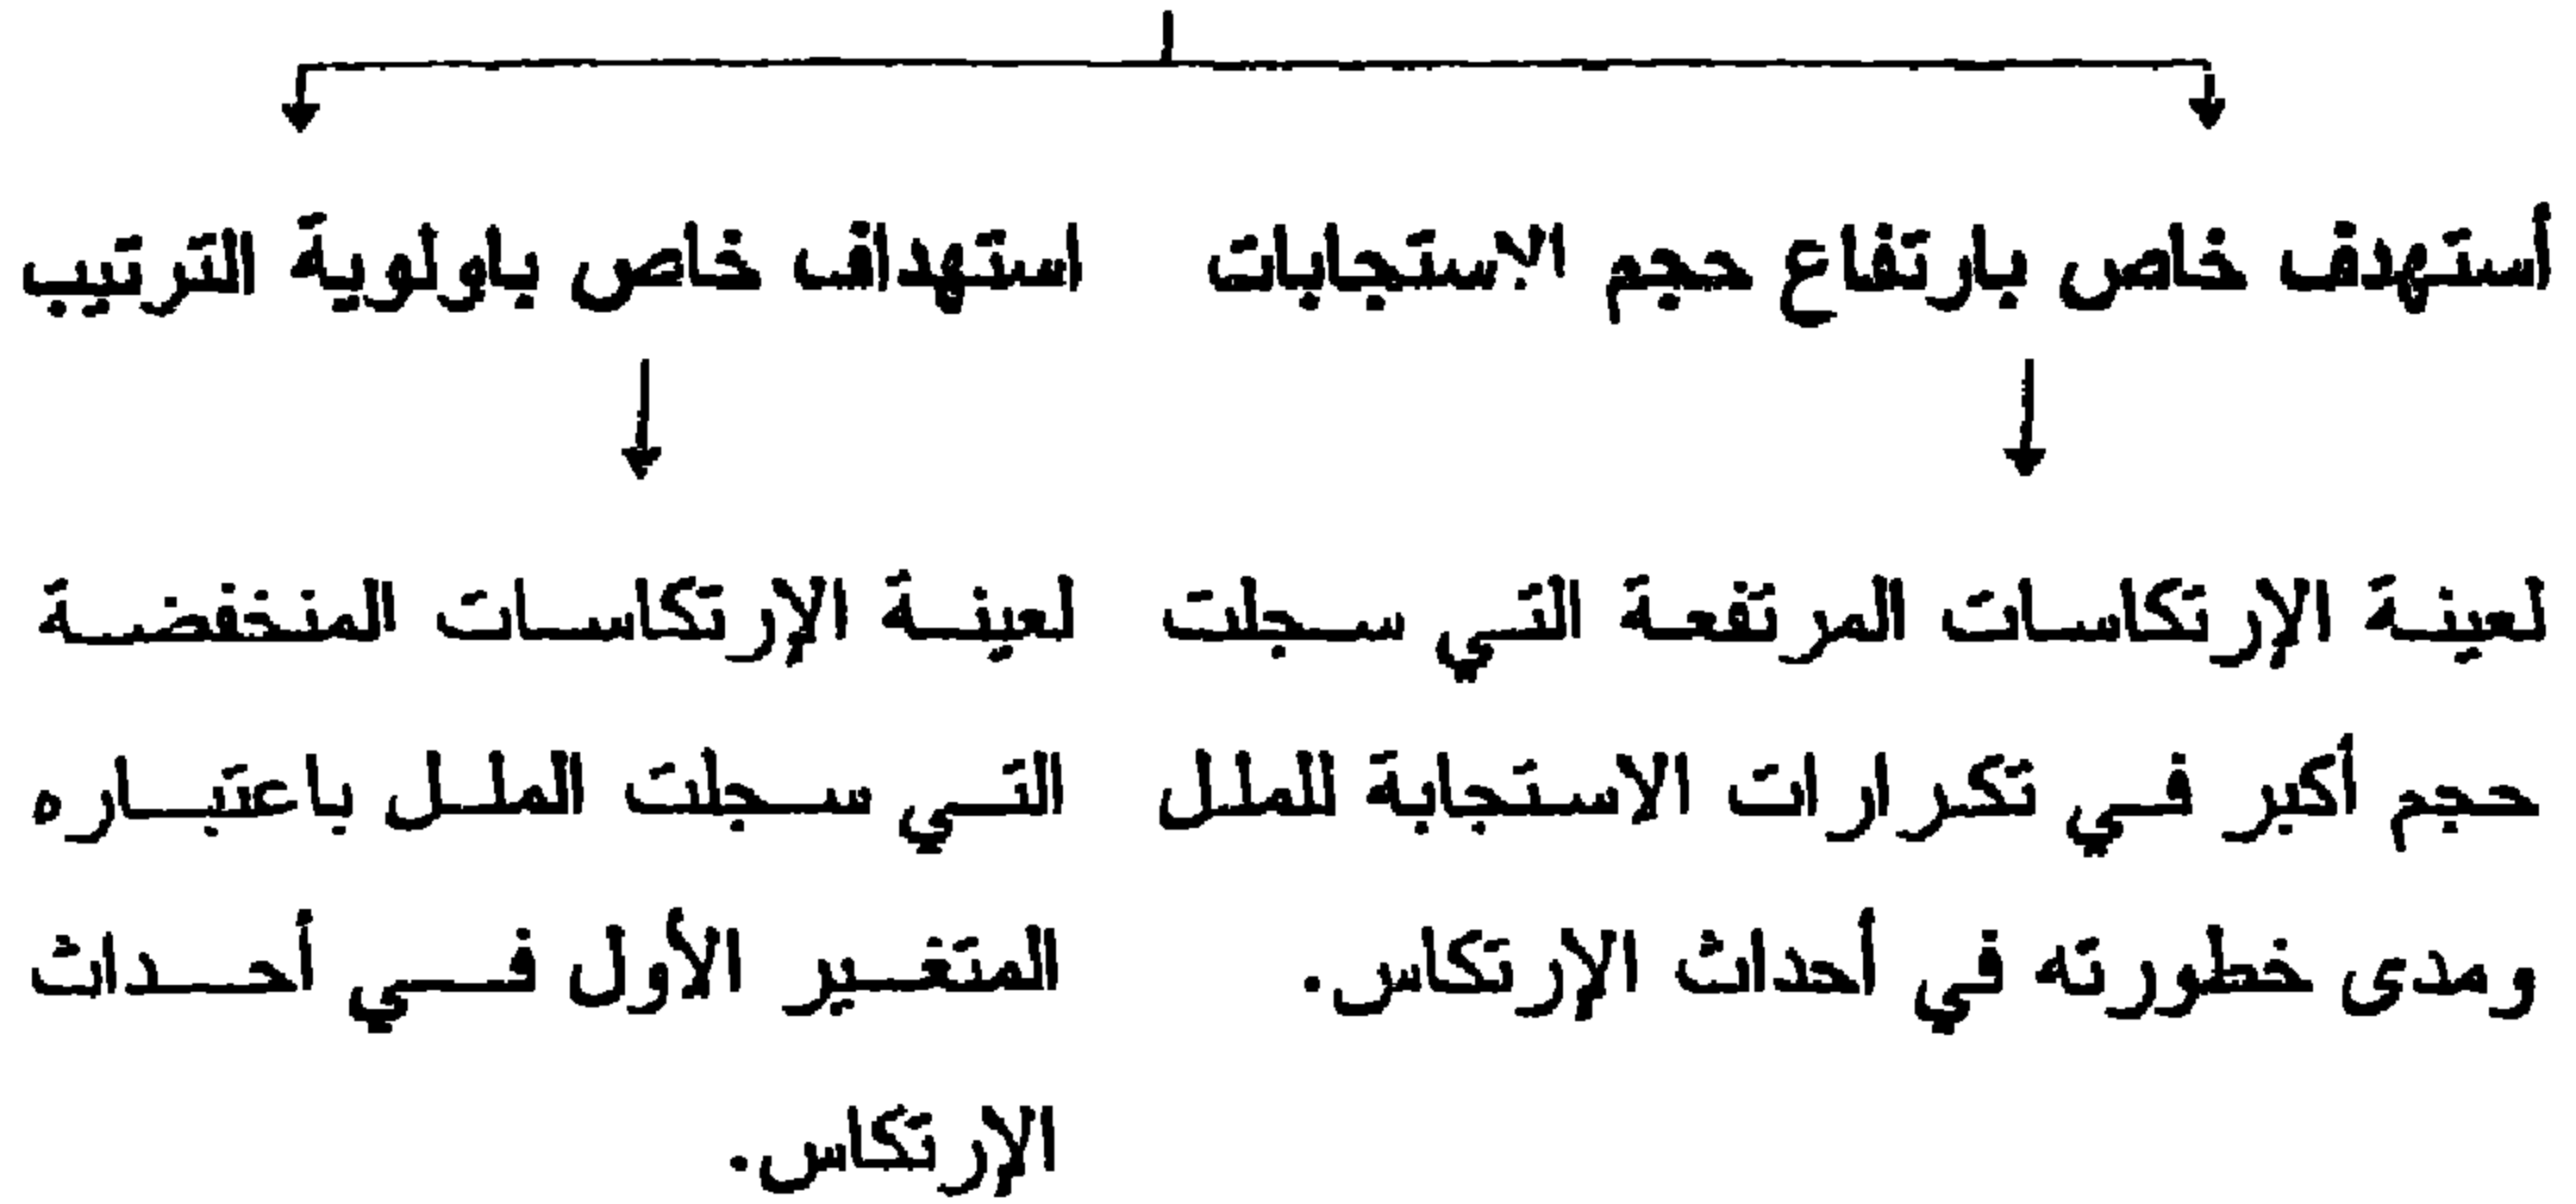 أستهدف خاص بارتفاع حجم الاستجابات
لعينة الإرتكاسات المرتفعة التي سجلت
حجم أكبر في تكرارات الاستجابة للملل
ومدى خطورته في أحداث الإرتكاس.
استهداف خاص باولوية الترتيب
لعينة الإرتكاسات المنخفضة
التي سجلت الملل باعتباره
المتغير الأول في أحداث
الإرتكاس.